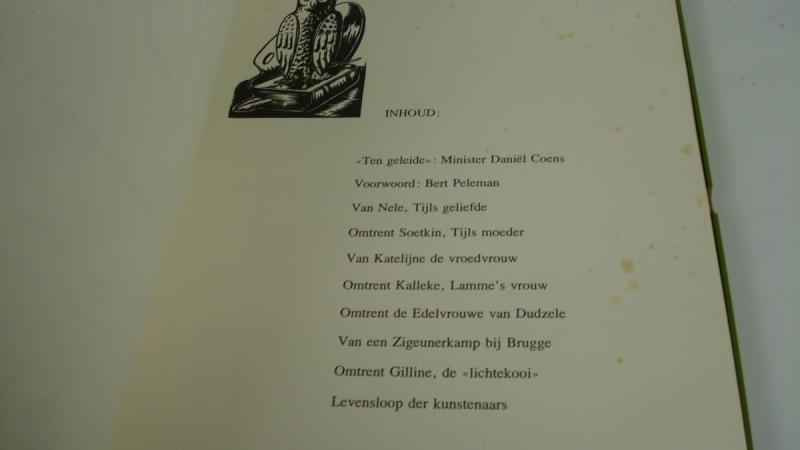 INHOUD:
«Ten geleide»: Minister Daniël Coens
Voorwoord: Bert Peleman
Van Nele, Tijls geliefde
Omtrent Soetkin, Tijls moeder
Van Katelijne de vroedvrouw
Omtrent Kalleke, Lamme's vrouw
Omtrent de Edelvrouwe van Dudzele
Van een Zigeunerkamp bij Brugge
Omtrent Gilline, de «lichtekooi»
Levensloop der kunstenaars